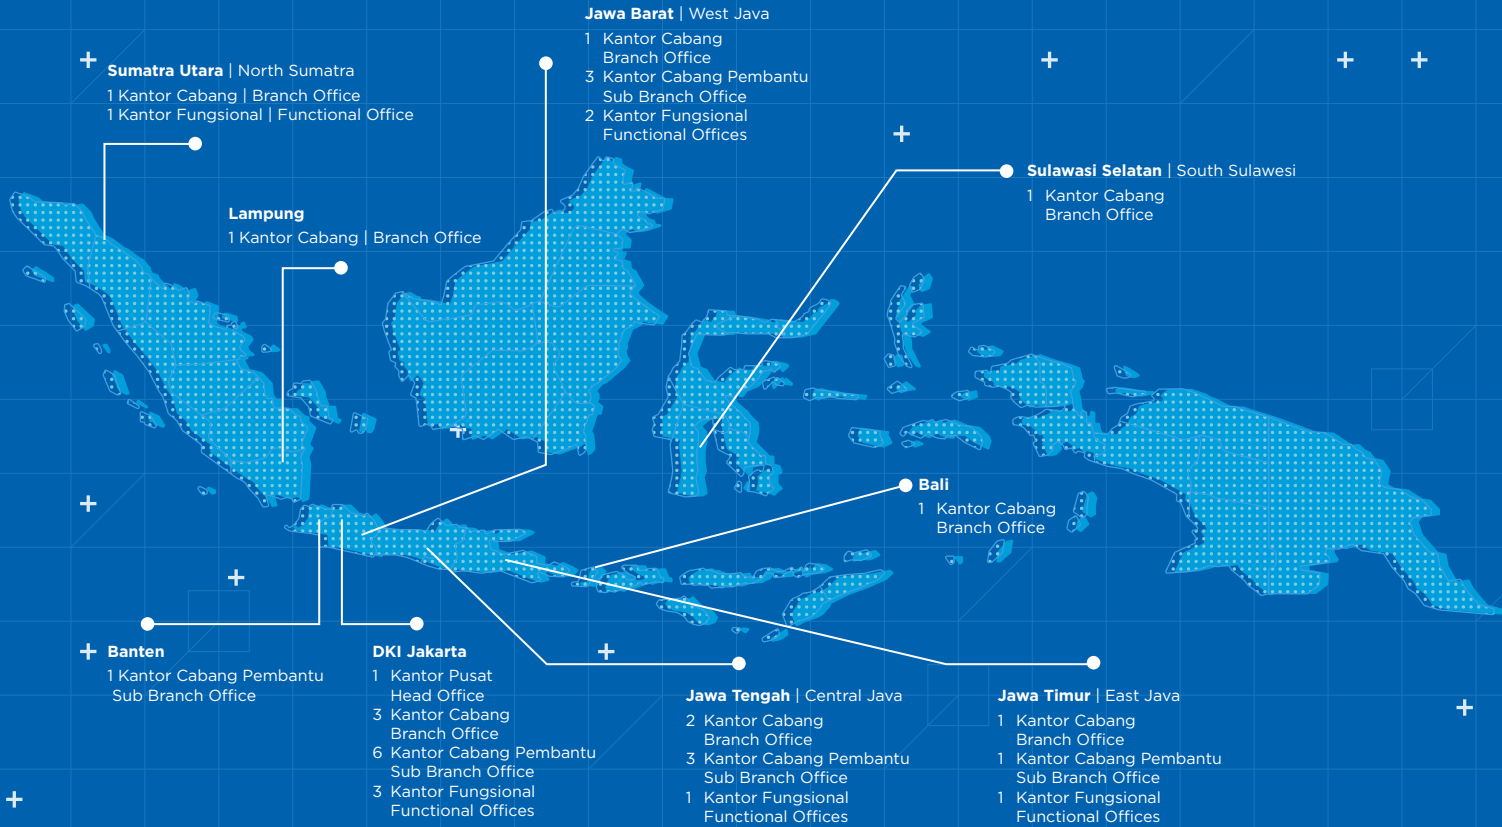 Jawa Barat | West Java
1 Kantor Cabang
Branch Office
3 Kantor Cabang Pembantu
Sub Branch Office
2 Kantor Fungsional
Functional Offices
Sumatra Utara | North Sumatra
1 Kantor Cabang | Branch Office
1 Kantor Fungsional | Functional Office
Sulawasi Selatan | South Sulawesi
1 Kantor Cabang
Branch Office
Lampung
1 Kantor Cabang | Branch Office
Bali
1 Kantor Cabang
Branch Office
Banten
1 Kantor Cabang Pembantu
Sub Branch Office
DKI Jakarta
1 Kantor Pusat
Head Office
3 Kantor Cabang
Branch Office
6 Kantor Cabang Pembantu
Sub Branch Office
3 Kantor Fungsional
Functional Offices
Jawa Tengah | Central Java
2 Kantor Cabang
Branch Office
3 Kantor Cabang Pembantu
Sub Branch Office
1 Kantor Fungsional
Functional Offices
Jawa Timur | East Java
1 Kantor Cabang
Branch Office
1 Kantor Cabang Pembantu
Sub Branch Office
1 Kantor Fungsional
Functional Offices